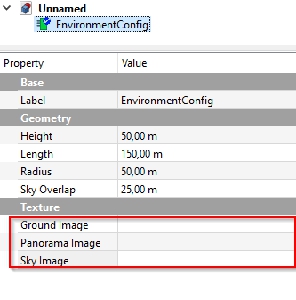 Unnamed
EnvironmentConfig
Property Value
Base
Label EnvironmentConfig
Geometry
Height 50,00 m
Length 150,00 m
Radius 50,00 m
Sky Overlap 25,00 m
Texture
Ground Image
Panorama Image
Sky Image